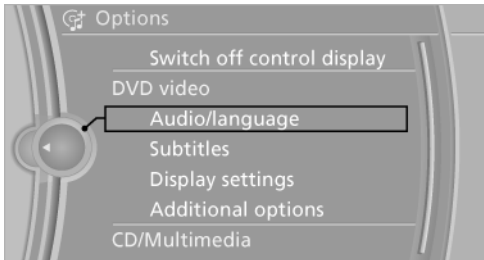 Options
Switch off control display
DVD video
Audio/language
Subtitles
Display settings
Additional options
CD/Multimedia